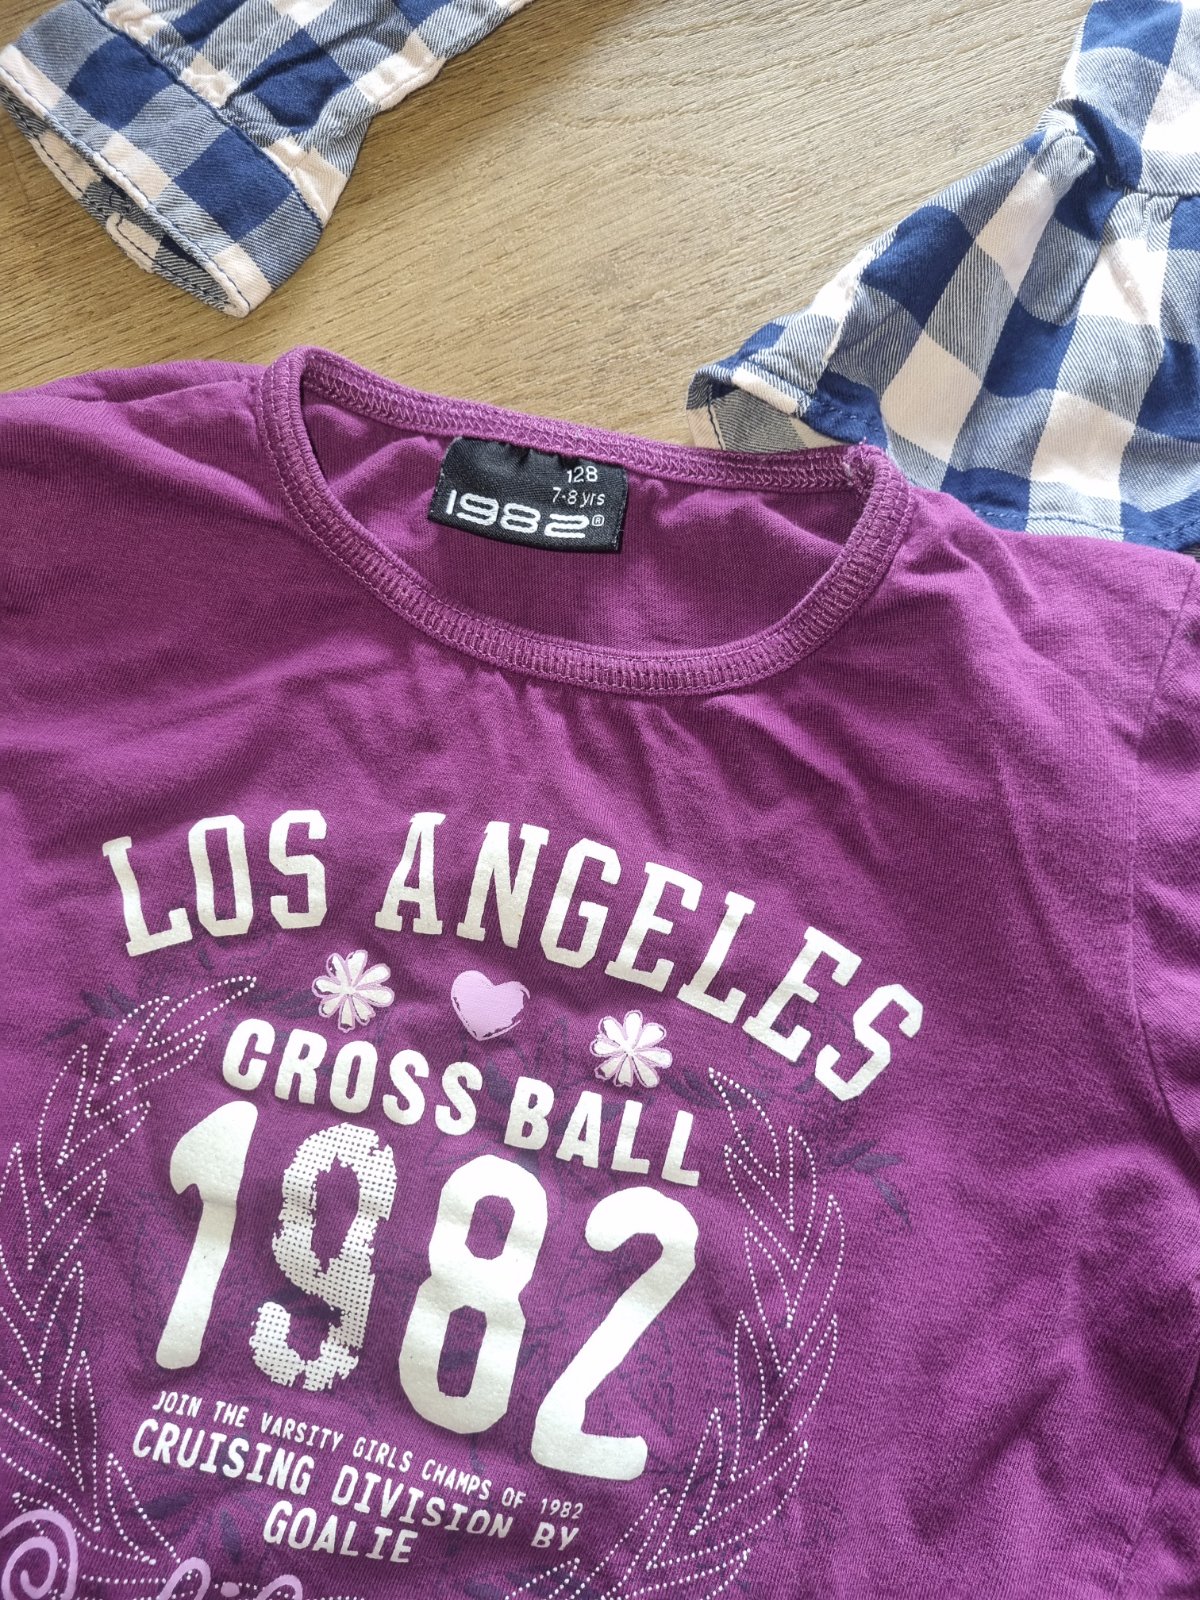 128
7-8 yrs
1982®
LOS ANGELES
CROSS BALL
1982
JOIN THE VARSITY GIRLS CHAMPS OF 1982
CRUISING DIVISION BY
GOALIE